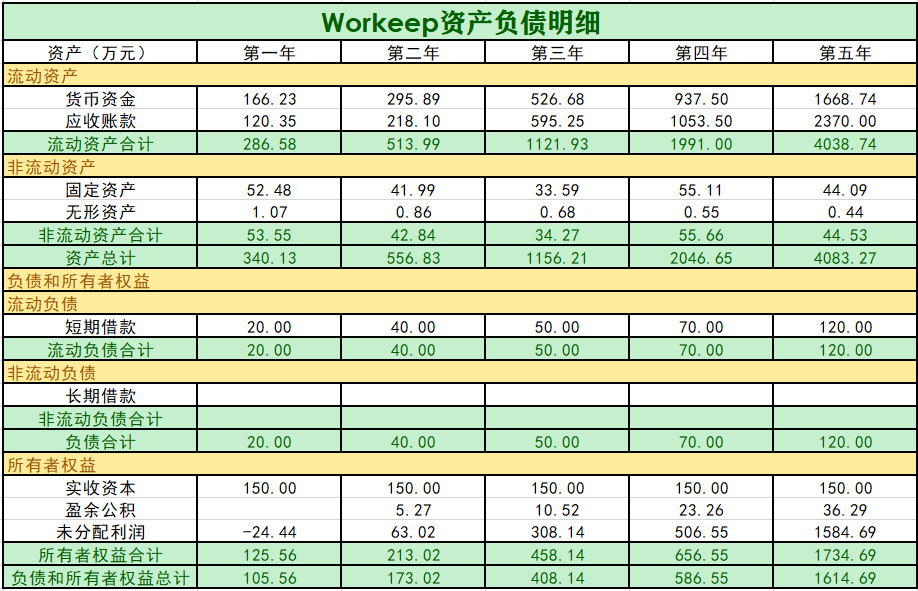 Workeep资产负债明细
资产（万元） 第一年 第二年 第三年 第四年 第五年
流动资产
货币资金 166.23 295.89 526.68 937.50 1668.74
应收账款 120.35 218.10 595.25 1053.50 2370.00
流动资产合计 286.58 513.99 1121.93 1991.00 4038.74
非流动资产
固定资产 52.48 41.99 33.59 55.11 44.09
无形资产 1.07 0.86 0.68 0.55 0.44
非流动资产合计 53.55 42.84 34.27 55.66 44.53
资产总计 340.13 556.83 1156.21 2046.65 4083.27
负债和所有者权益
流动负债
短期借款 20.00 40.00 50.00 70.00 120.00
流动负债合计 20.00 40.00 50.00 70.00 120.00
非流动负债
长期借款
非流动负债合计
负债合计 20.00 40.00 50.00 70.00 120.00
所有者权益
实收资本 150.00 150.00 150.00 150.00 150.00
盈余公积 5.27 10.52 23.26 36.29
未分配利润 -24.44 63.02 308.14 506.55 1584.69
所有者权益合计 125.56 213.02 458.14 656.55 1734.69
负债和所有者权益总计 105.56 173.02 408.14 586.55 1614.69